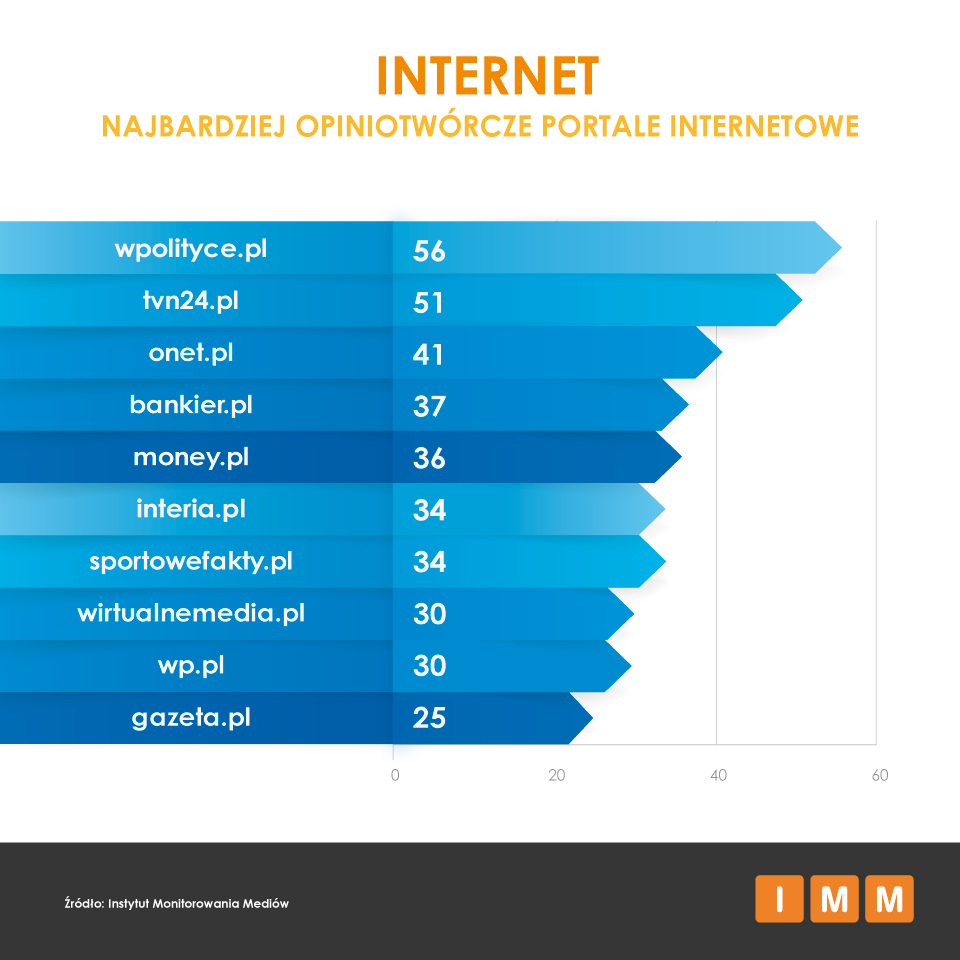 INTERNET
NAJBARDZIEJ OPINIOTWÓRCZE PORTALE INTERNETOWE
wpolityce.pl 56
tvn24.pl 51
onet.pl 41
bankier.pl 37
money.pl 36
interia.pl 34
sportowefakty.pl 34
wirtualnemedia.pl 30
wp.pl 30
gazeta.pl 25
0 20 40 60
Źródło: Instytut Monitorowania Mediów
IMM